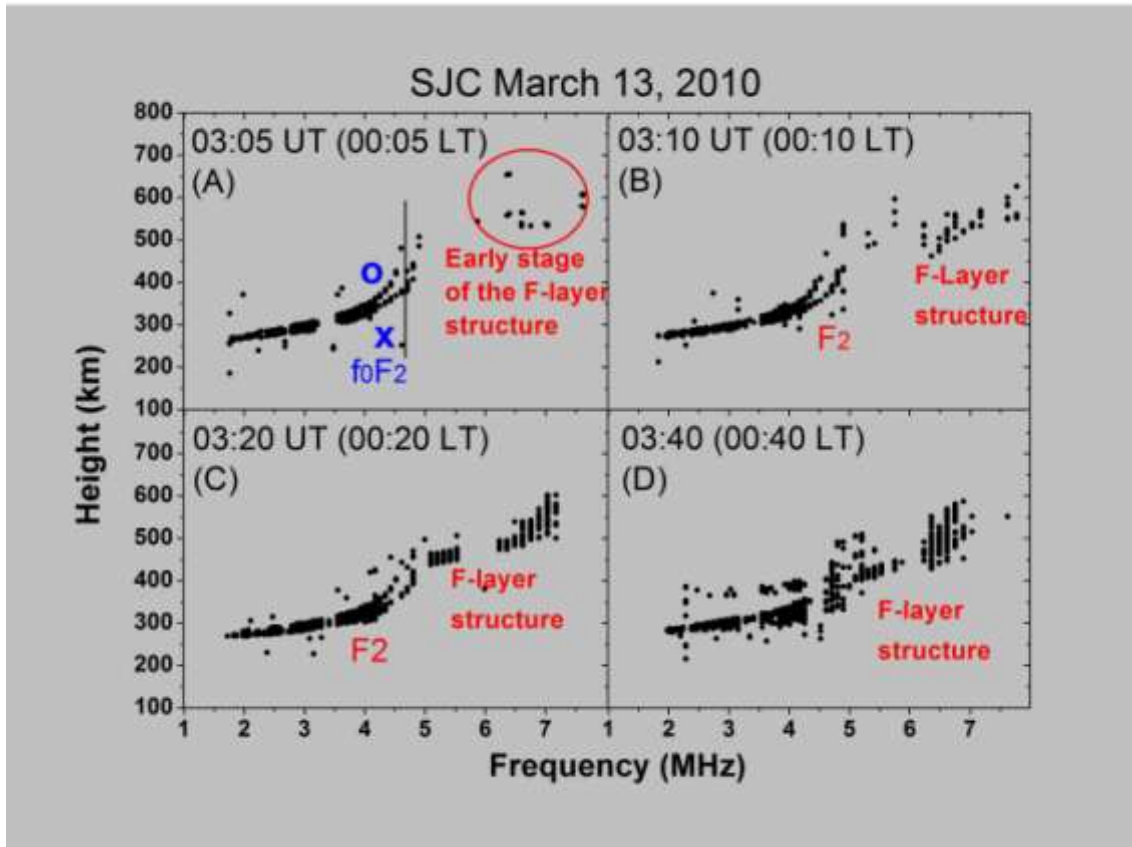 SJC March 13, 2010
Height (km)
800
700
600
500
400
300
200
100
03:05 UT (00:05 LT)
(A)
O
X
f0F2
Early stage
of the F-layer
structure
03:10 UT (00:10 LT)
(B)
F-Layer
structure
F2
700
600
500
400
300
200
100
03:20 UT (00:20 LT)
(C)
F-layer
structure
F2
03:40 (00:40 LT)
(D)
F-layer
structure
1 2 3 4 5 6 7 1 2 3 4 5 6 7
Frequency (MHz)